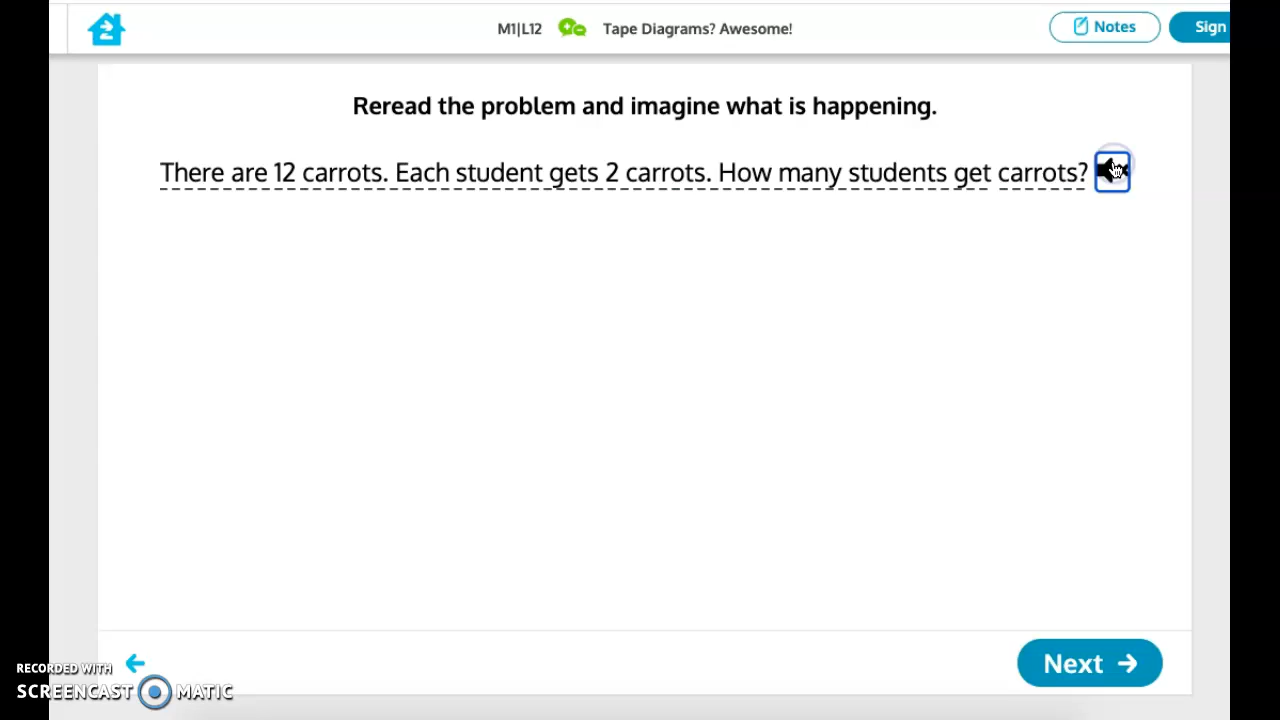 M1|L12 Tape Diagrams? Awesome! Notes Sign
Reread the problem and imagine what is happening.
There are 12 carrots. Each student gets 2 carrots. How many students get carrots?
Next
RECORDED WITH
SCREENCAST MATIC